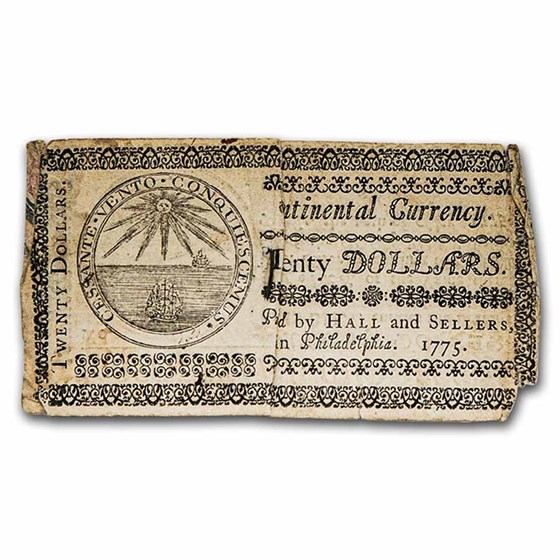 TWENTY DOLLARS.
CESSANTE·VENTO·CONQUIESCEMUS·
ntinental Currency.
enty DOLLARS.
P d by HALL and SELLERS,
in Philadelphia. 1775.